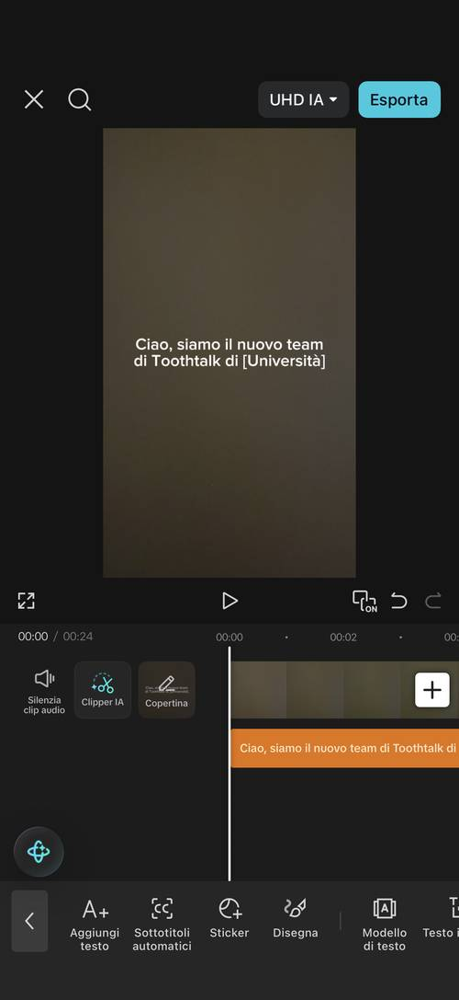 UHD IA
Esporta
Ciao, siamo il nuovo team
di Toothtalk di [Università]
ON
00:00 / 00:24
00:00
00:02
00:
Silenzia
clip audio
Clipper IA
Copertina
Ciao, siamo il nuovo team di Toothtalk di
Aggiungi
testo
Sottotitoli
automatici
Sticker
Disegna
Modello
di testo
Testo i